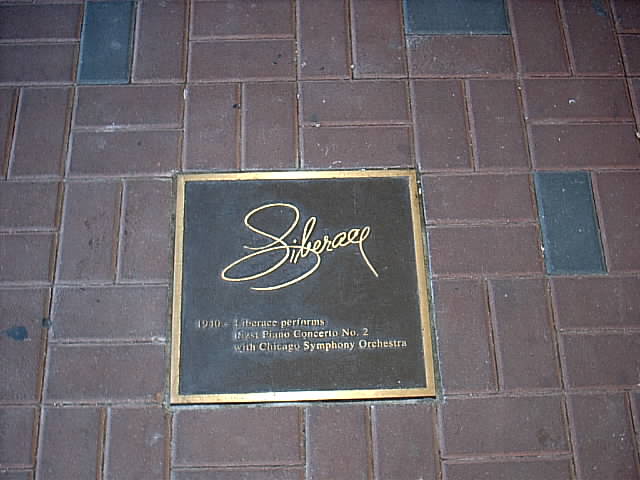 Liberace
1940 - Liberace performs
Liszt Piano Concerto No. 2
with Chicago Symphony Orchestra